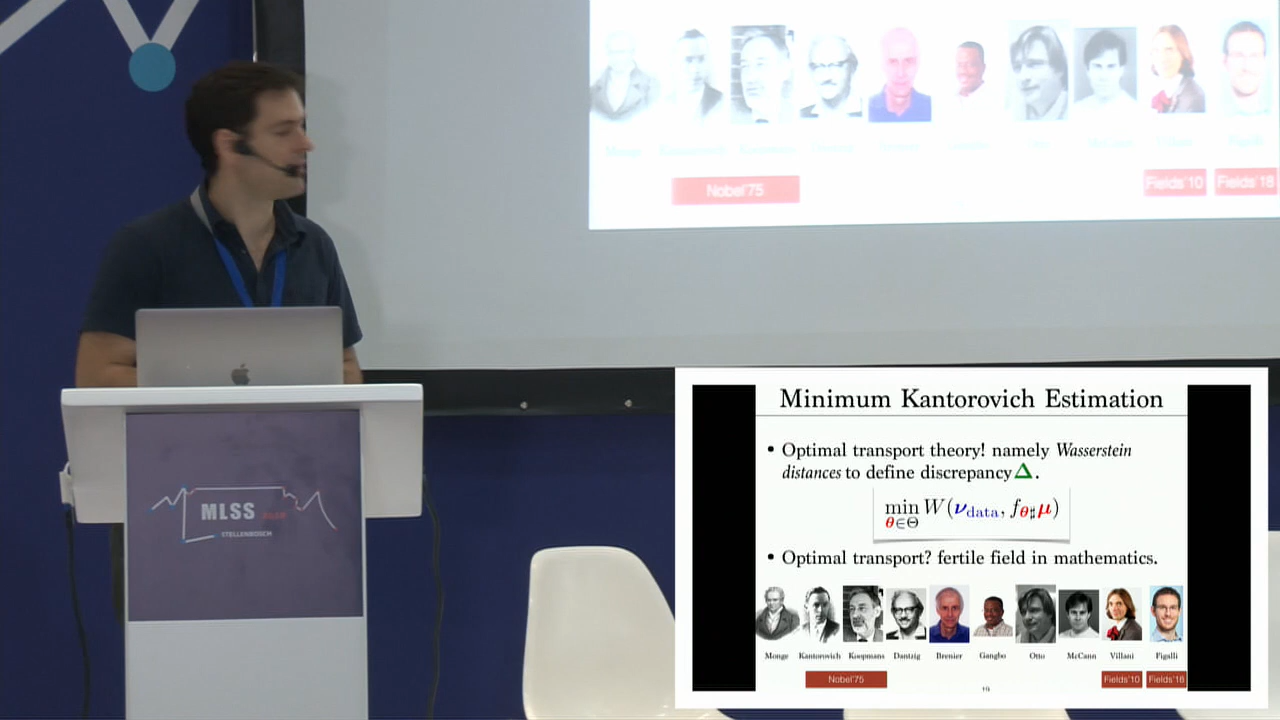 Nobel'75
Fields'10
Fields'18
MLSS
STELLENBOSCH
Minimum Kantorovich Estimation
• Optimal transport theory! namely Wasserstein
distances to define discrepancy Δ.
min W(ν data, f θ♯ μ)
θ∈Θ
• Optimal transport? fertile field in mathematics.
Monge Kantorovich Koopmans Dantzig Brenier Gangbo Otto McCann Villani Figalli
Nobel'75 Fields'10 Fields'18
19